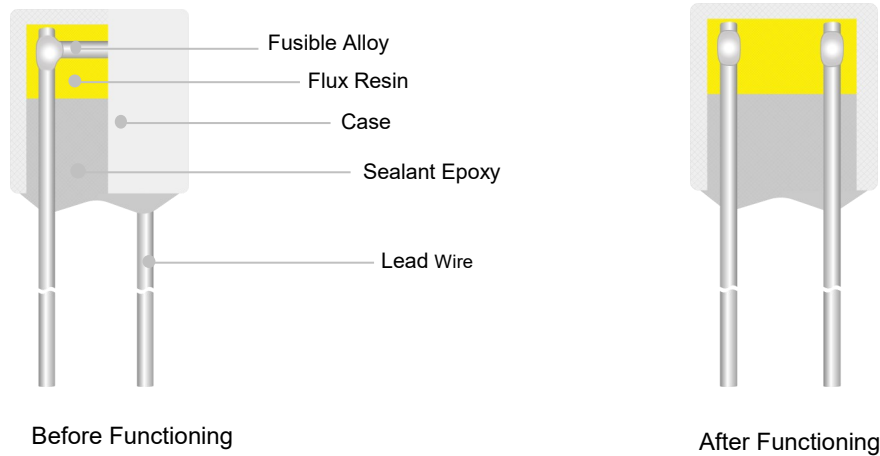 Fusible Alloy
Flux Resin
Case
Sealant Epoxy
Lead Wire
Before Functioning
After Functioning